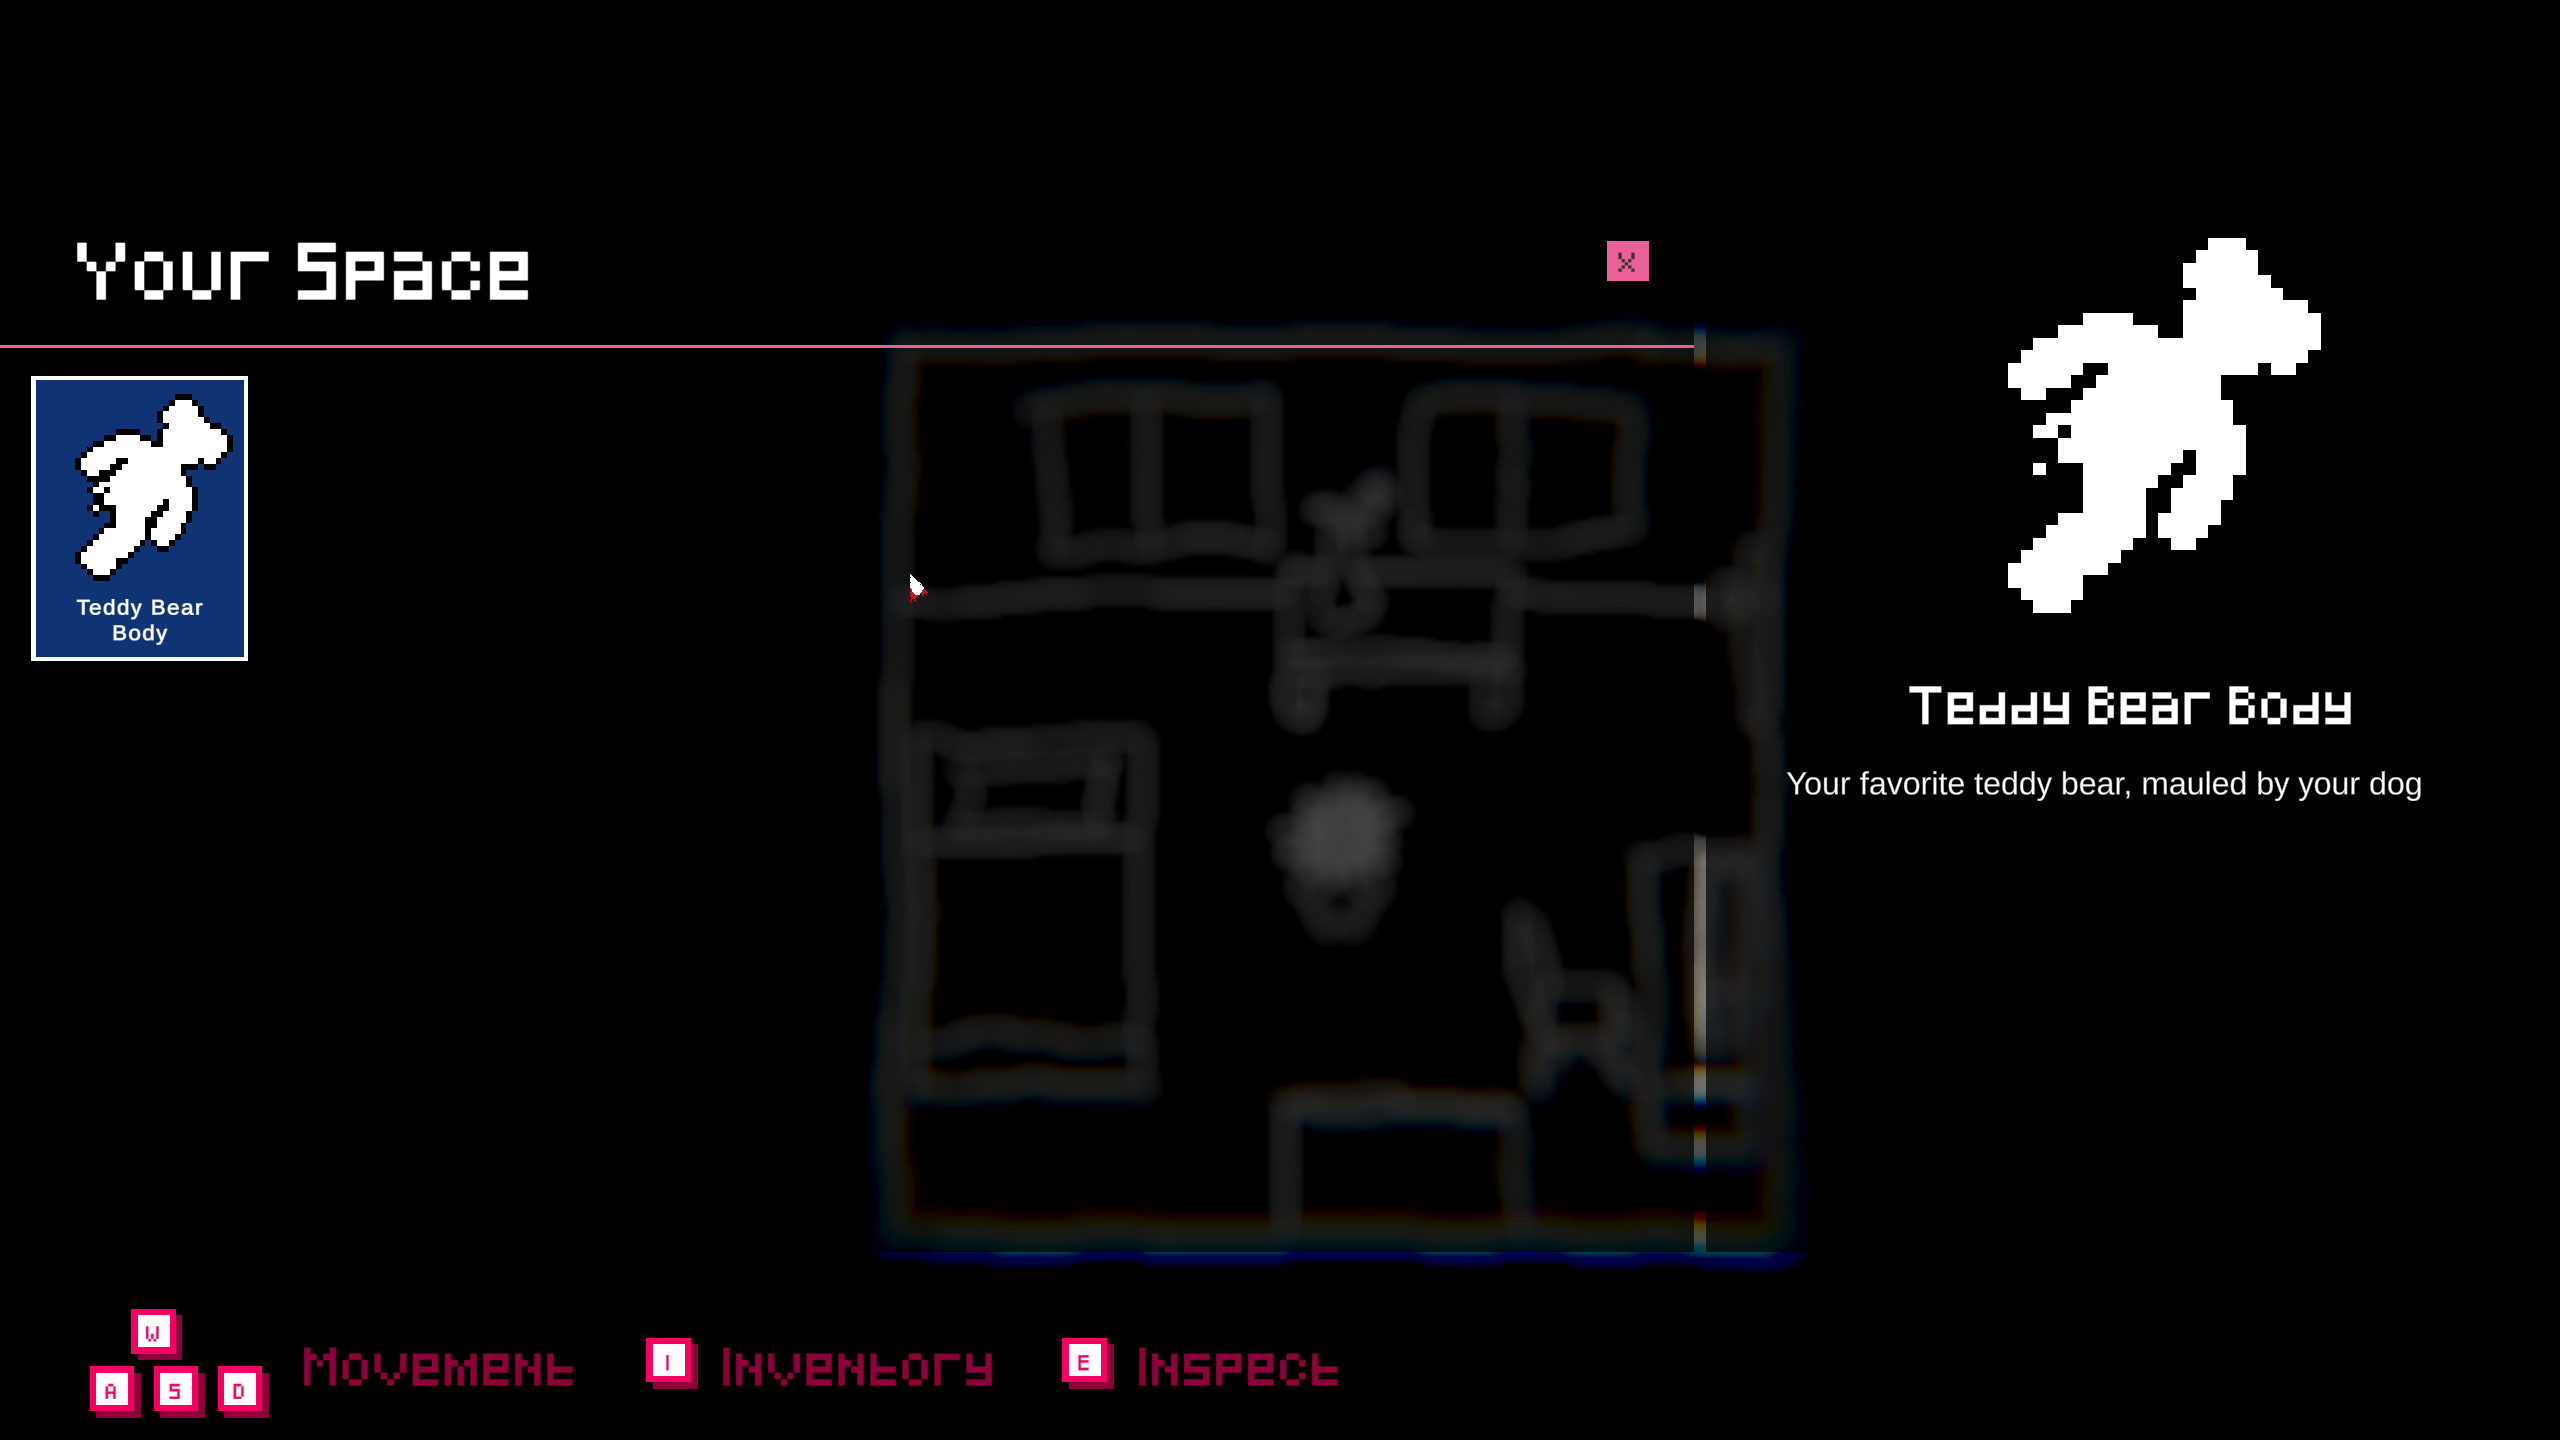 Your Space
X
Teddy Bear
Body
Teddy Bear Body
Your favorite teddy bear, mauled by your dog
W
A S D
Movement
I
Inventory
E
Inspect